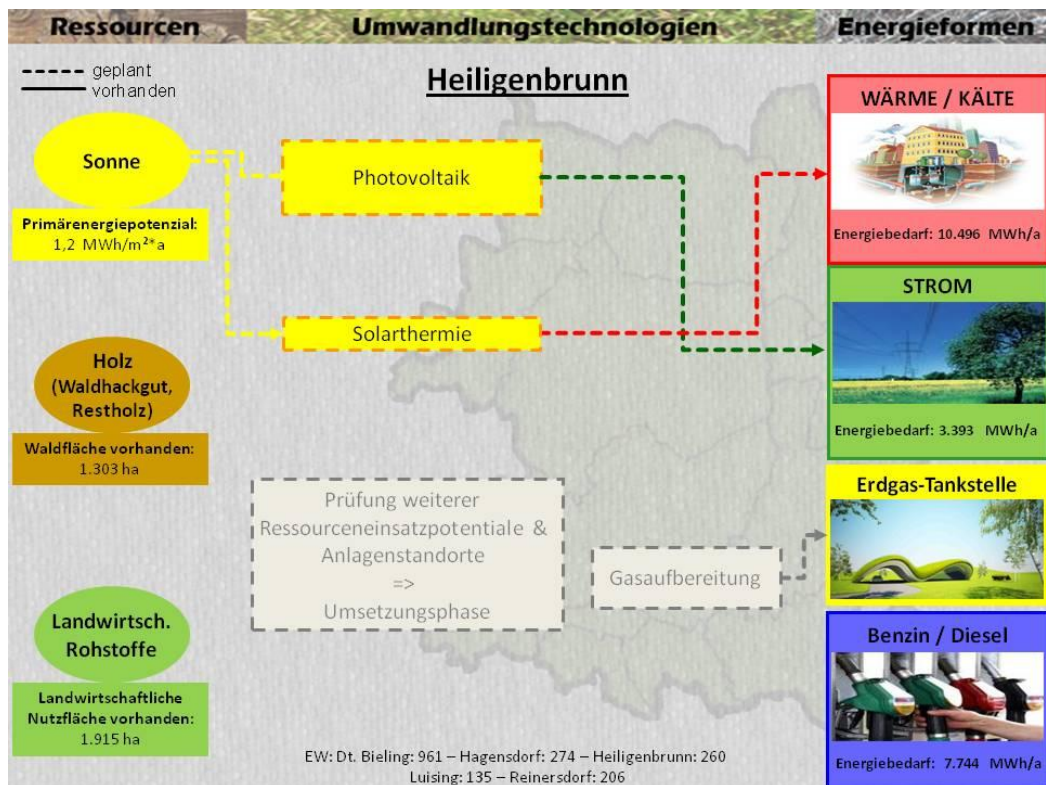 Ressourcen
Umwandlungstechnologien
Energieformen
geplant
vorhanden
Heiligenbrunn
Sonne
Primärenergiepotenzial:
1,2 MWh/m²*a
Holz
(Waldhackgut,
Restholz)
Waldfläche vorhanden:
1.303 ha
Landwirtsch.
Rohstoffe
Landwirtschaftliche
Nutzfläche vorhanden:
1.915 ha
Photovoltaik
Solarthermie
Prüfung weiterer
Ressourceneinsatzpotentiale &
Anlagenstandorte
=>
Umsetzungsphase
Gasaufbereitung
EW: Dt. Bieling: 961 – Hagensdorf: 274 – Heiligenbrunn: 260
Luising: 135 – Reinersdorf: 206
WÄRME / KÄLTE
Energiebedarf: 10.496 MWh/a
STROM
Energiebedarf: 3.393 MWh/a
Erdgas-Tankstelle
Benzin / Diesel
Energiebedarf: 7.744 MWh/a